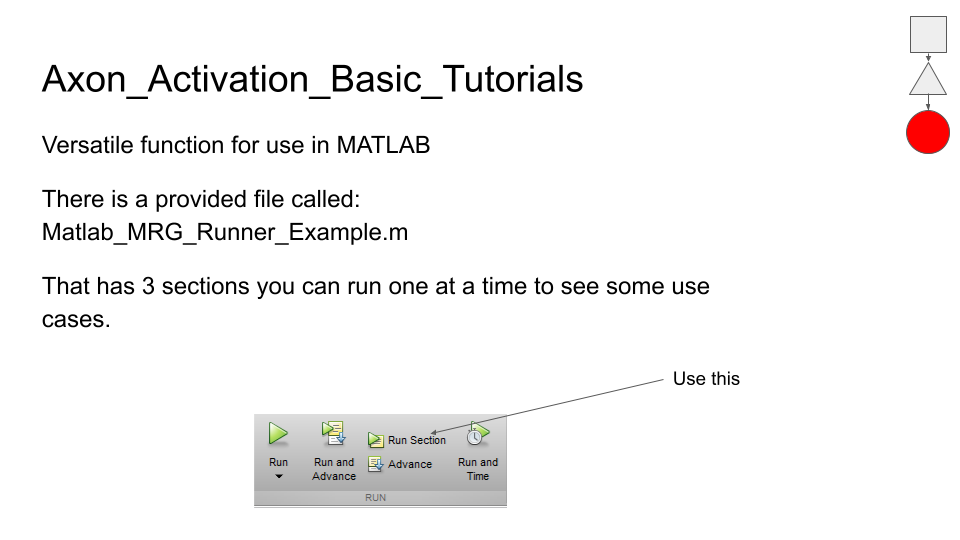 Axon_Activation_Basic_Tutorials
Versatile function for use in MATLAB
There is a provided file called:
Matlab_MRG_Runner_Example.m
That has 3 sections you can run one at a time to see some use
cases.
Use this
Run
Run and
Advance
Run Section
Advance
Run and
Time
RUN